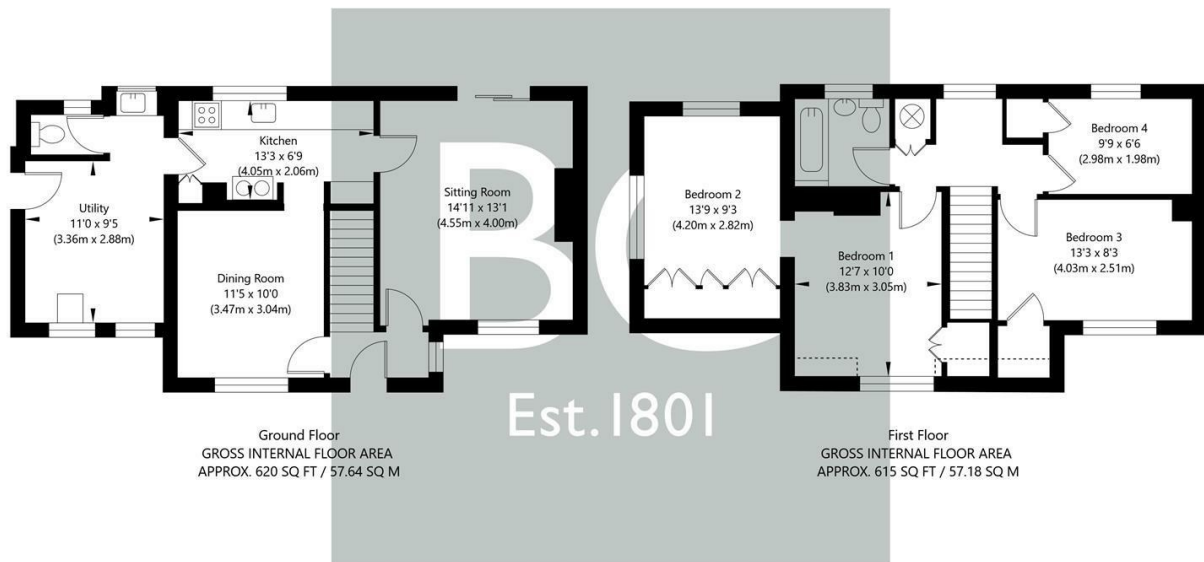 Kitchen
13'3 x 6'9
(4.05m x 2.06m)
Utility
11'0 x 9'5
(3.36m x 2.88m)
Dining Room
11'5 x 10'0
(3.47m x 3.04m)
Sitting Room
14'11 x 13'1
(4.55m x 4.00m)
Ground Floor
GROSS INTERNAL FLOOR AREA
APPROX. 620 SQ FT / 57.64 SQ M
Bedroom 2
13'9 x 9'3
(4.20m x 2.82m)
Bedroom 1
12'7 x 10'0
(3.83m x 3.05m)
Bedroom 4
9'9 x 6'6
(2.98m x 1.98m)
Bedroom 3
13'3 x 8'3
(4.03m x 2.51m)
First Floor
GROSS INTERNAL FLOOR AREA
APPROX. 615 SQ FT / 57.18 SQ M
Est.1801